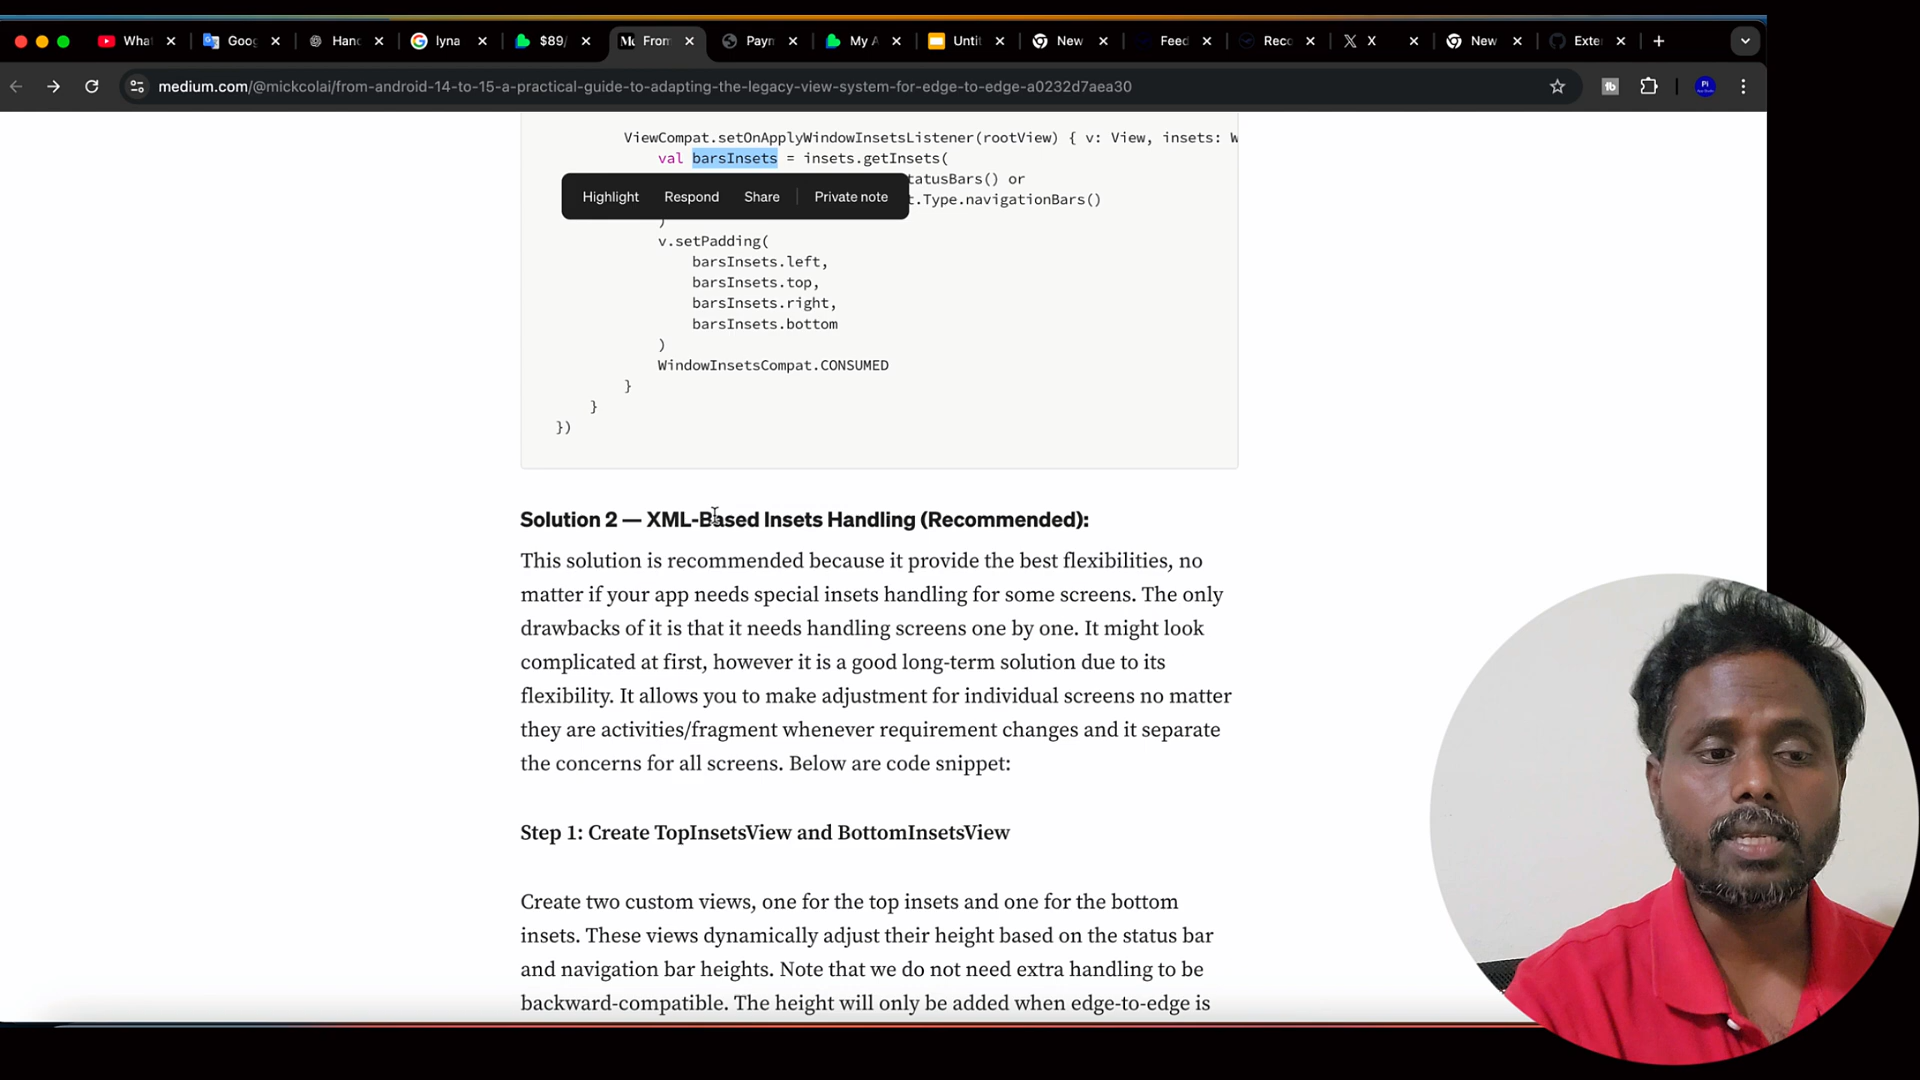 What
Goog
Hand
lyna
$89/
From
Payn
My A
Unti
New
Feed
Reco
X
New
Exte
medium.com/@mickcolai/from-android-14-to-15-a-practical-guide-to-adapting-the-legacy-view-system-for-edge-to-edge-a0232d7aea30
ViewCompat.setOnApplyWindowInsetsListener(rootView) { v: View, insets: W
val barsInsets = insets.getInsets(
Highlight Respond Share Private note
tatusBars() or
t.Type.navigationBars()
)
v.setPadding(
barsInsets.left,
barsInsets.top,
barsInsets.right,
barsInsets.bottom
)
WindowInsetsCompat.CONSUMED
}
}
})
Solution 2 — XML-Based Insets Handling (Recommended):
This solution is recommended because it provide the best flexibilities, no
matter if your app needs special insets handling for some screens. The only
drawbacks of it is that it needs handling screens one by one. It might look
complicated at first, however it is a good long-term solution due to its
flexibility. It allows you to make adjustment for individual screens no matter
they are activities/fragment whenever requirement changes and it separate
the concerns for all screens. Below are code snippet:
Step 1: Create TopInsetsView and BottomInsetsView
Create two custom views, one for the top insets and one for the bottom
insets. These views dynamically adjust their height based on the status bar
and navigation bar heights. Note that we do not need extra handling to be
backward-compatible. The height will only be added when edge-to-edge is